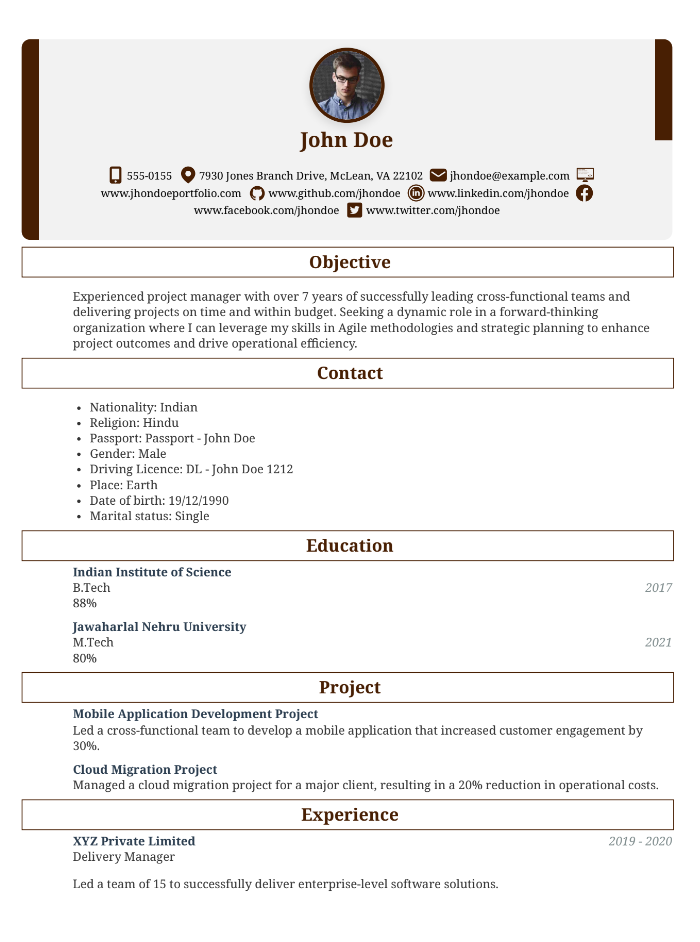 John Doe
555-0155 7930 Jones Branch Drive, McLean, VA 22102 jhondoe@example.com
www.jhondoeportfolio.com www.github.com/jhondoe www.linkedin.com/jhondoe
www.facebook.com/jhondoe www.twitter.com/jhondoe
Objective
Experienced project manager with over 7 years of successfully leading cross-functional teams and
delivering projects on time and within budget. Seeking a dynamic role in a forward-thinking
organization where I can leverage my skills in Agile methodologies and strategic planning to enhance
project outcomes and drive operational efficiency.
Contact
• Nationality: Indian
• Religion: Hindu
• Passport: Passport - John Doe
• Gender: Male
• Driving Licence: DL - John Doe 1212
• Place: Earth
• Date of birth: 19/12/1990
• Marital status: Single
Education
Indian Institute of Science
B.Tech 2017
88%
Jawaharlal Nehru University
M.Tech 2021
80%
Project
Mobile Application Development Project
Led a cross-functional team to develop a mobile application that increased customer engagement by
30%.
Cloud Migration Project
Managed a cloud migration project for a major client, resulting in a 20% reduction in operational costs.
Experience
XYZ Private Limited 2019 - 2020
Delivery Manager
Led a team of 15 to successfully deliver enterprise-level software solutions.